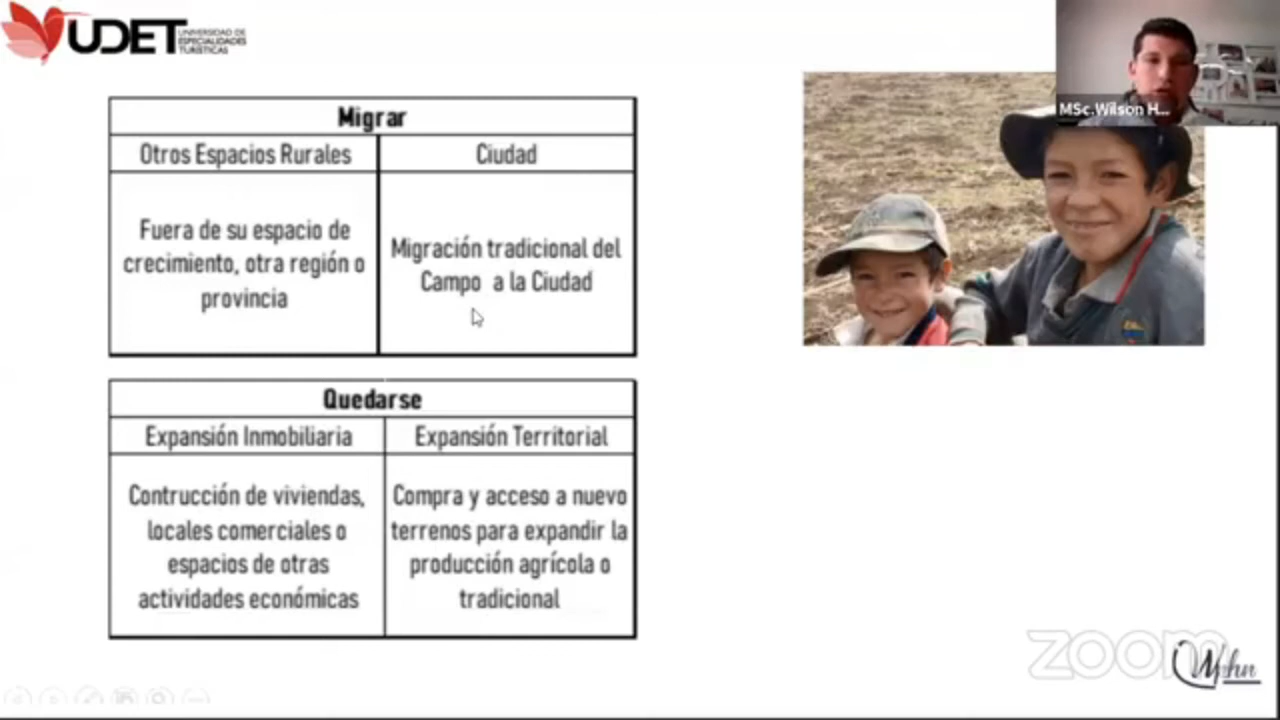 UDET
UNIVERSIDAD DE
ESPECIALIDADES
TURÍSTICAS
MSc.Wilson H...
Migrar
Otros Espacios Rurales
Ciudad
Fuera de su espacio de
crecimiento, otra región o
provincia
Migración tradicional del
Campo a la Ciudad
Quedarse
Expansión Inmobiliaria
Expansión Territorial
Contrucción de viviendas,
locales comerciales o
espacios de otras
actividades económicas
Compra y acceso a nuevo
terrenos para expandir la
producción agrícola o
tradicional
zoom